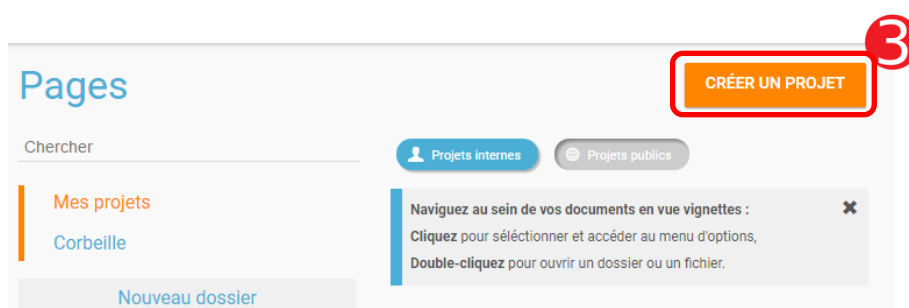 3
Pages
CRÉER UN PROJET
Chercher
Projets internes
Projets publics
Mes projets
Corbeille
Nouveau dossier
Naviguez au sein de vos documents en vue vignettes :
Cliquez pour séléctionner et accéder au menu d'options,
Double-cliquez pour ouvrir un dossier ou un fichier.